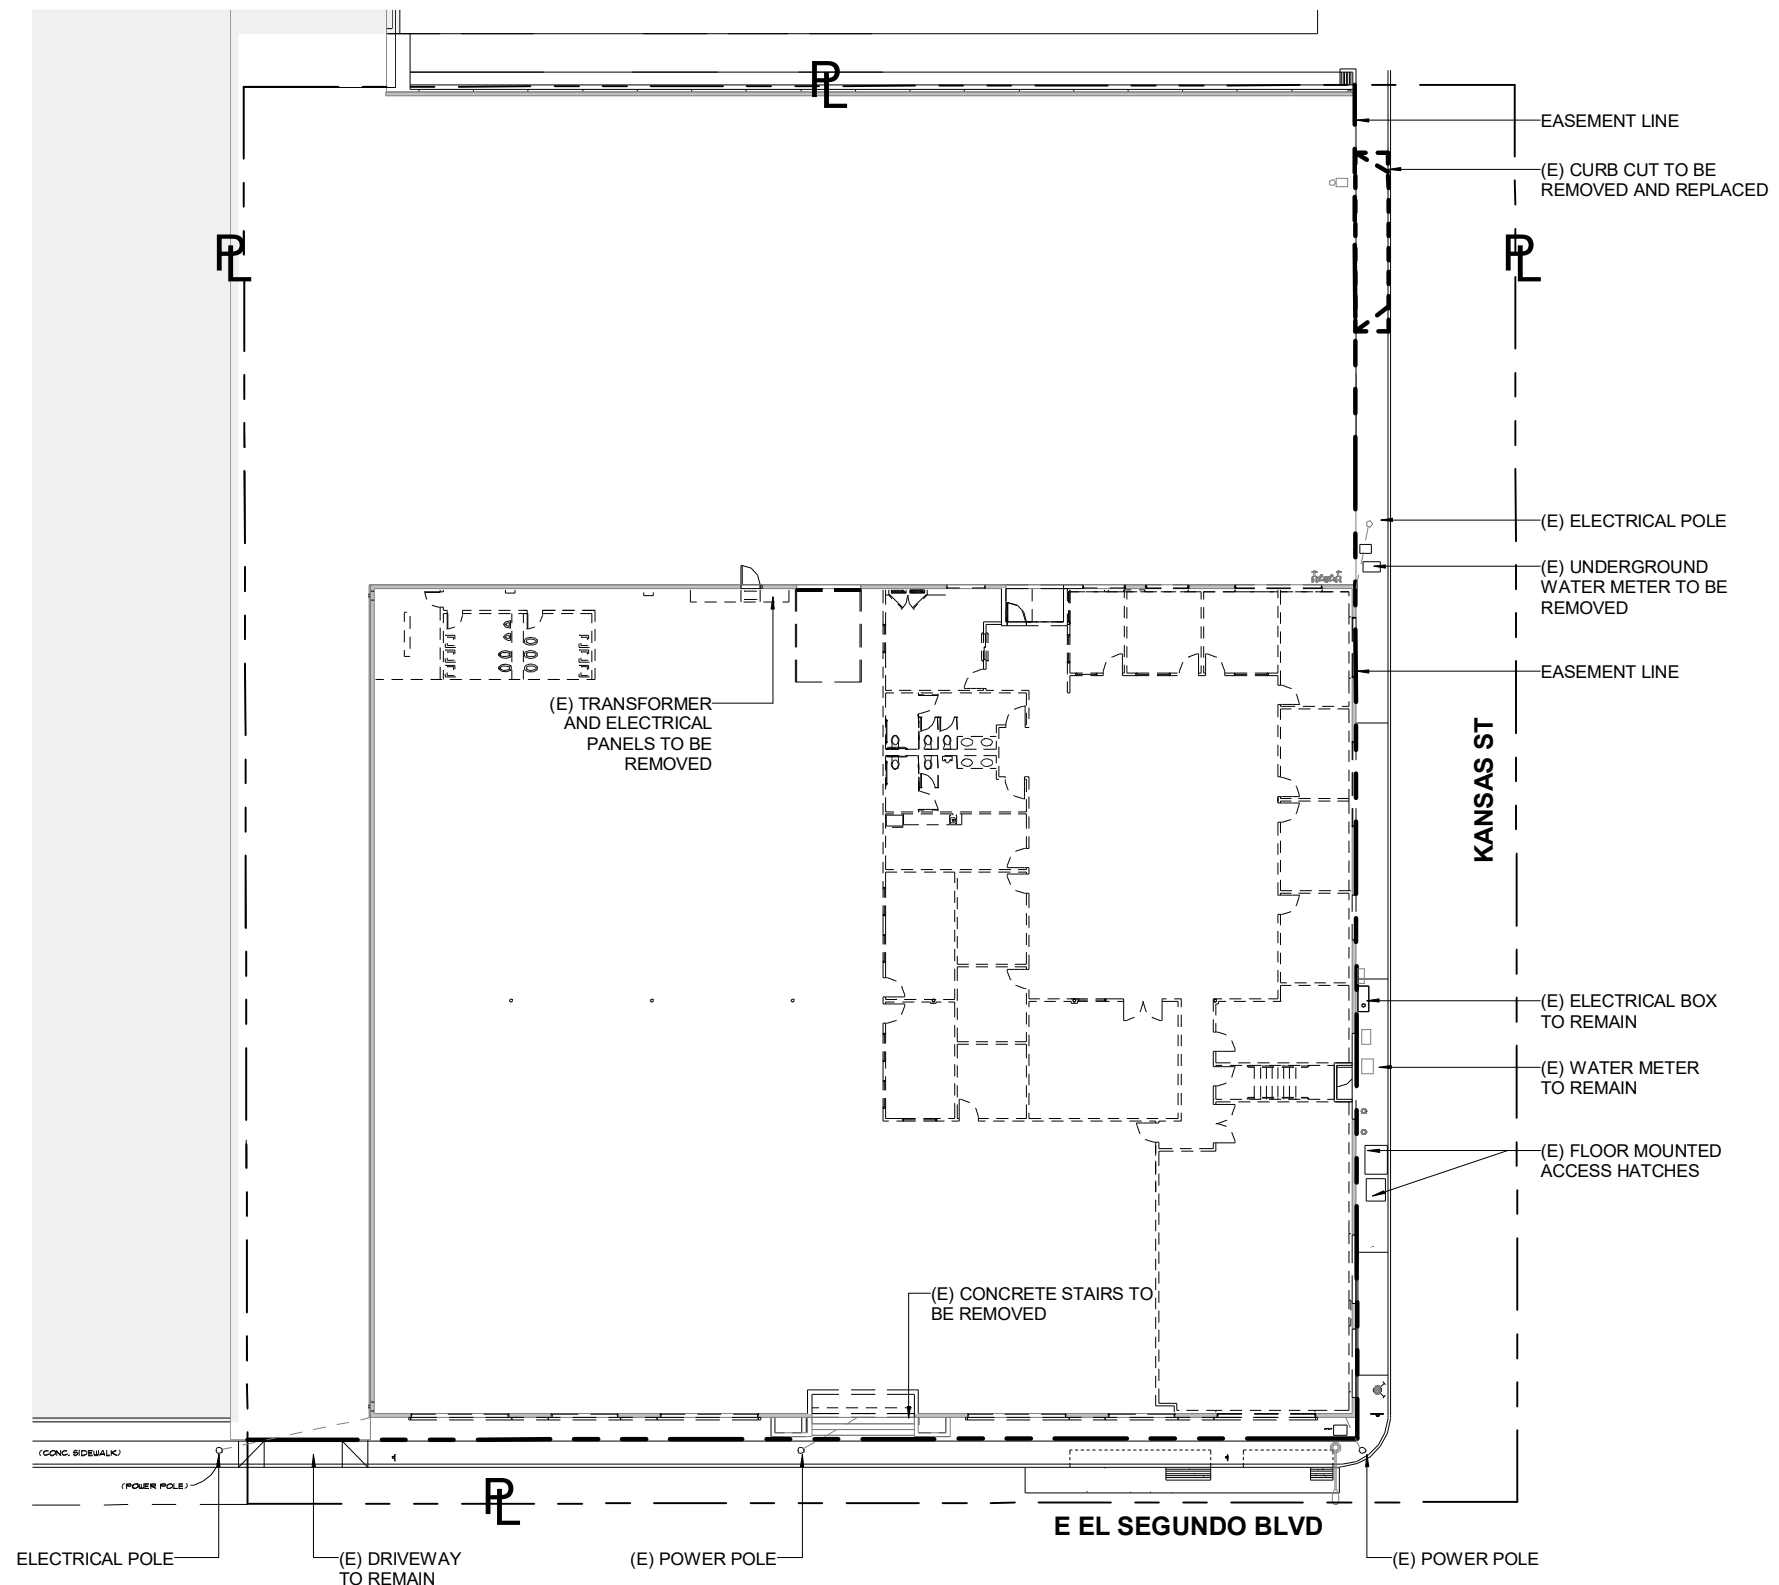 PL
EASEMENT LINE
(E) CURB CUT TO BE
REMOVED AND REPLACED
PL
PL
(E) ELECTRICAL POLE
(E) UNDERGROUND
WATER METER TO BE
REMOVED
EASEMENT LINE
(E) TRANSFORMER
AND ELECTRICAL
PANELS TO BE
REMOVED
KANSAS ST
(E) ELECTRICAL BOX
TO REMAIN
(E) WATER METER
TO REMAIN
(E) FLOOR MOUNTED
ACCESS HATCHES
(E) CONCRETE STAIRS TO
BE REMOVED
(CONC. SIDEWALK)
(POWER POLE)
PL
E EL SEGUNDO BLVD
ELECTRICAL POLE
(E) DRIVEWAY
TO REMAIN
(E) POWER POLE
(E) POWER POLE